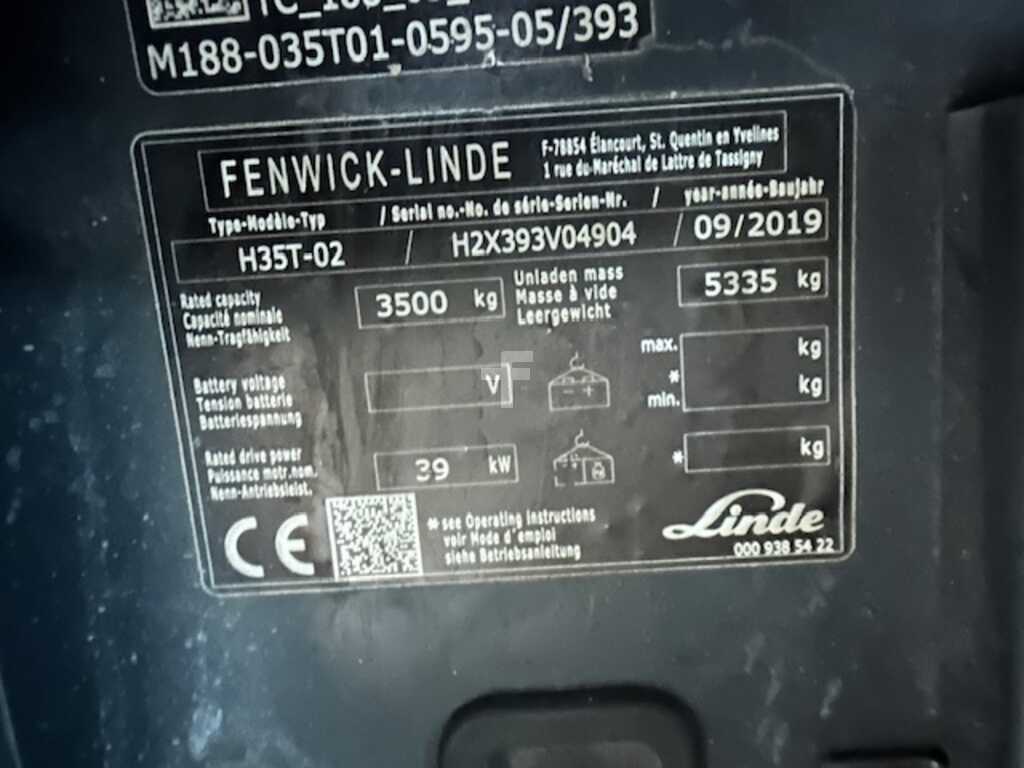 M188-035T01-0595-05/393
FENWICK-LINDE
F-78854 Élancourt, St. Quentin en Yvelines
1 rue du Maréchal de Lattre de Tassigny
Type-Modèle-Typ / Serial no.-No. de série-Serien-Nr. / year-année-Baujahr
H35T-02 / H2X393V04904 / 09/2019
Rated capacity
Capacité nominale
Nenn-Tragfähigkeit
3500 kg
Unladen mass
Masse à vide
Leergewicht
5335 kg
Battery voltage
Tension batterie
Batteriespannung
V
max. kg
*
min. kg
Rated drive power
Puissance motr.nom.
Nenn-Antriebsleist.
39 kW
* kg
CE
* see Operating instructions
voir Mode d'emploi
siehe Betriebsanleitung
Linde
000 938 54 22